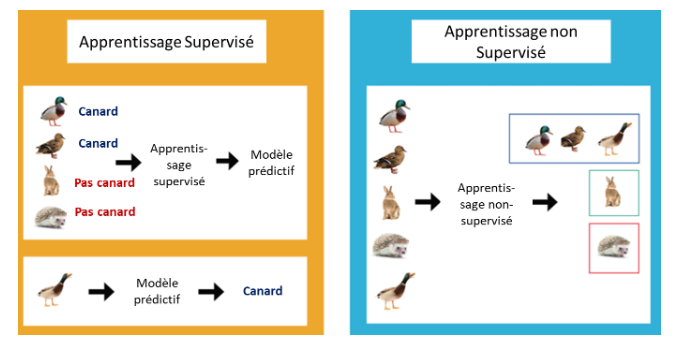 Apprentissage Supervisé
Canard
Canard
Pas canard
Pas canard
Apprentis-
sage
supervisé
Modèle
prédictif
Modèle
prédictif
Canard
Apprentissage non
Supervisé
Apprentis-
sage non-
supervisé